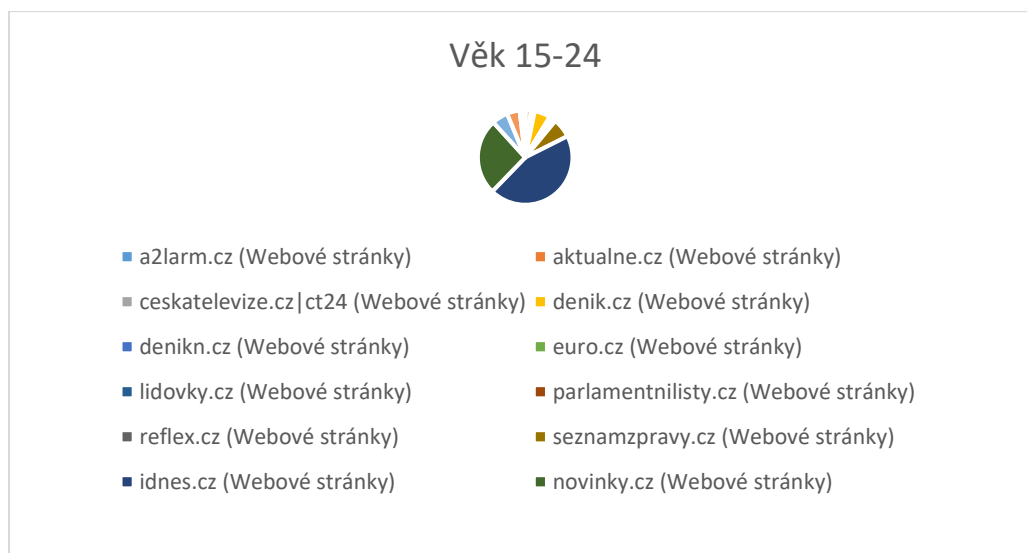 Věk 15-24
a2larm.cz (Webové stránky) aktualne.cz (Webové stránky)
ceskatelevize.cz|ct24 (Webové stránky) denik.cz (Webové stránky)
denikn.cz (Webové stránky) euro.cz (Webové stránky)
lidovky.cz (Webové stránky) parlamentnilisty.cz (Webové stránky)
reflex.cz (Webové stránky) seznamzpravy.cz (Webové stránky)
idnes.cz (Webové stránky) novinky.cz (Webové stránky)